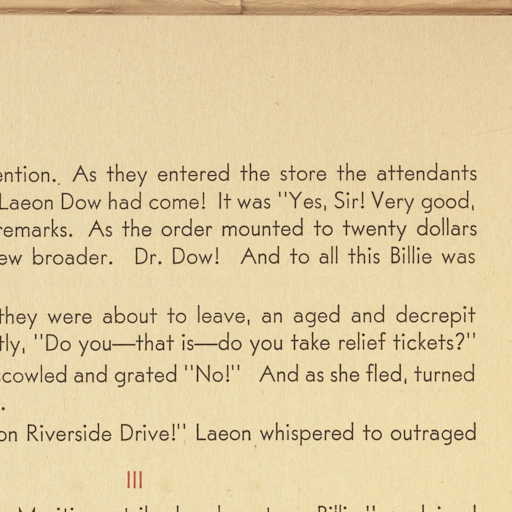 ention. As they entered the store the attendants
Laeon Dow had come! It was "Yes, Sir! Very good,
remarks. As the order mounted to twenty dollars
ew broader. Dr. Dow! And to all this Billie was
they were about to leave, an aged and decrepit
tly, "Do you—that is—do you take relief tickets?"
scowled and grated "No!" And as she fled, turned
.
on Riverside Drive!" Laeon whispered to outraged
III